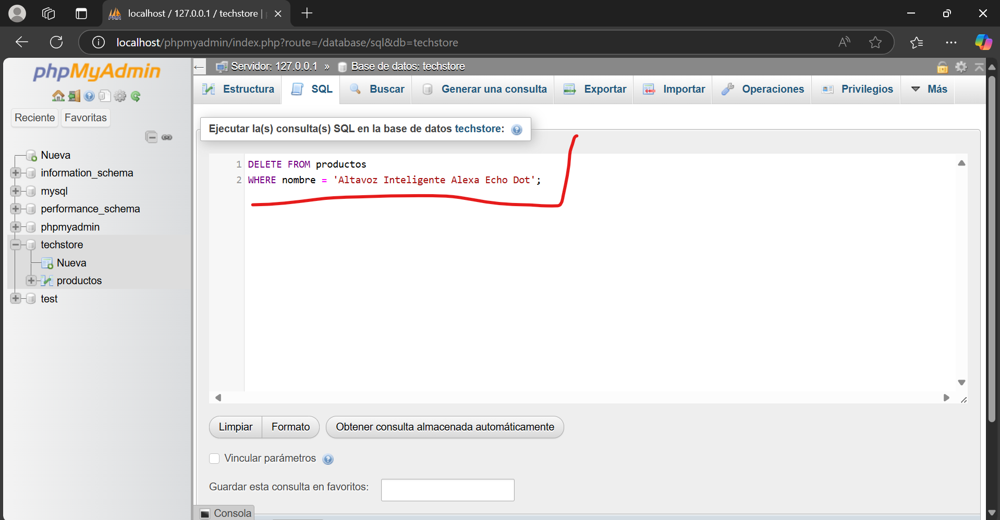 localhost / 127.0.0.1 / techstore |
localhost/phpmyadmin/index.php?route=/database/sql&db=techstore
phpMyAdmin
Reciente Favoritas
Nueva
information_schema
mysql
performance_schema
phpmyadmin
techstore
Nueva
productos
test
Servidor: 127.0.0.1 » Base de datos: techstore
Estructura SQL Buscar Generar una consulta Exportar Importar Operaciones Privilegios Más
Ejecutar la(s) consulta(s) SQL en la base de datos techstore:
1 DELETE FROM productos
2 WHERE nombre = 'Altavoz Inteligente Alexa Echo Dot';
Limpiar Formato Obtener consulta almacenada automáticamente
Vincular parámetros
Guardar esta consulta en favoritos:
Consola